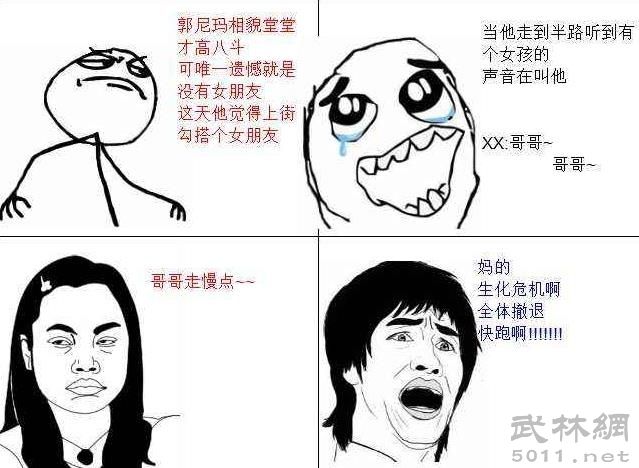 郭尼玛相貌堂堂
才高八斗
可唯一遗憾就是
没有女朋友
这天他觉得上街
勾搭个女朋友
当他走到半路听到有
个女孩的
声音在叫他
XX:哥哥~
哥哥~
哥哥走慢点~~
妈的
生化危机啊
全体撤退
快跑啊!!!!!!!
武林網
5011.net